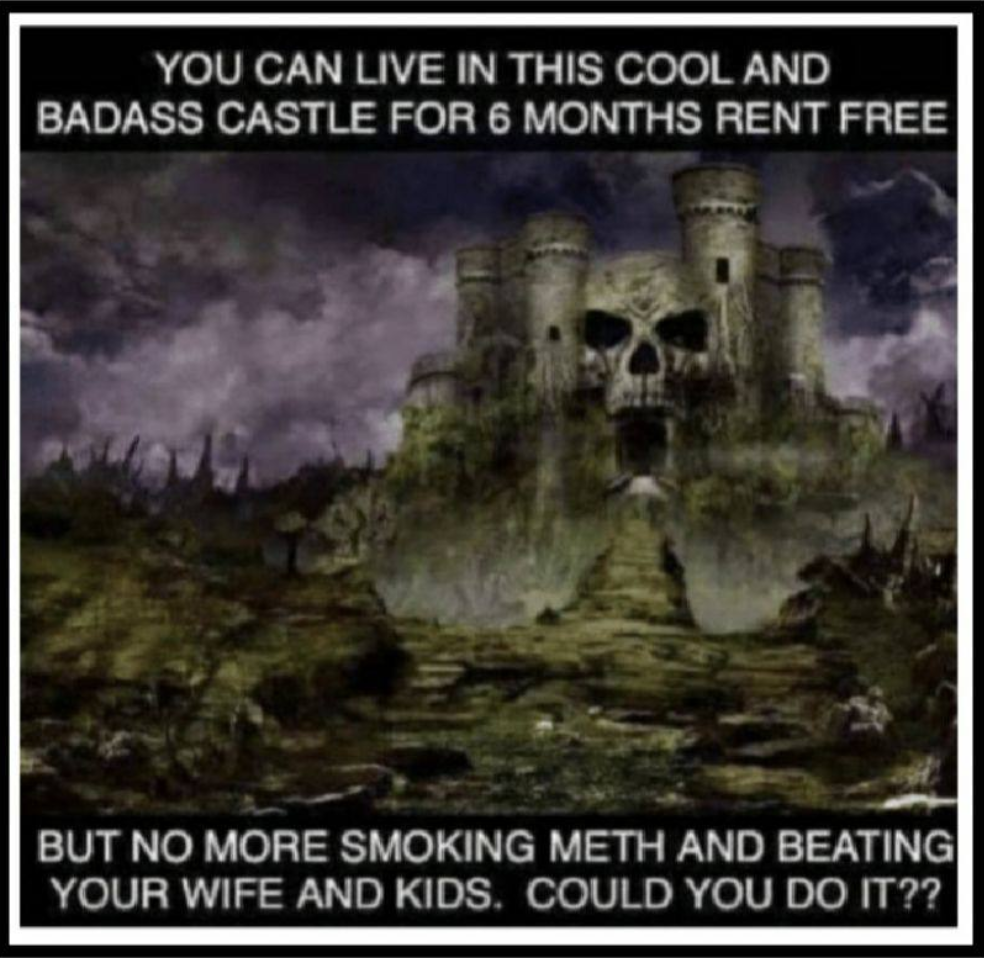 YOU CAN LIVE IN THIS COOL AND
BADASS CASTLE FOR 6 MONTHS RENT FREE
BUT NO MORE SMOKING METH AND BEATING
YOUR WIFE AND KIDS. COULD YOU DO IT??